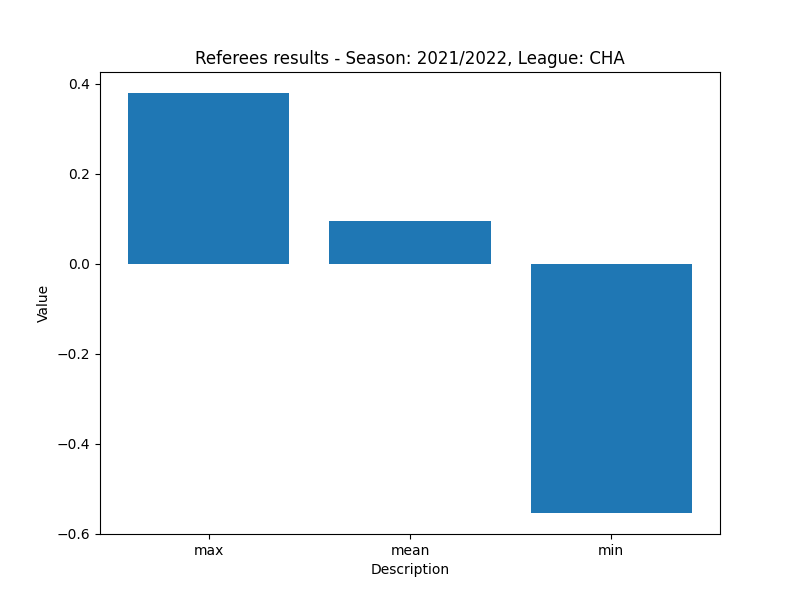 Referees results - Season: 2021/2022, League: CHA
0.4
0.2
0.0
−0.2
−0.4
−0.6
Value
max mean min
Description